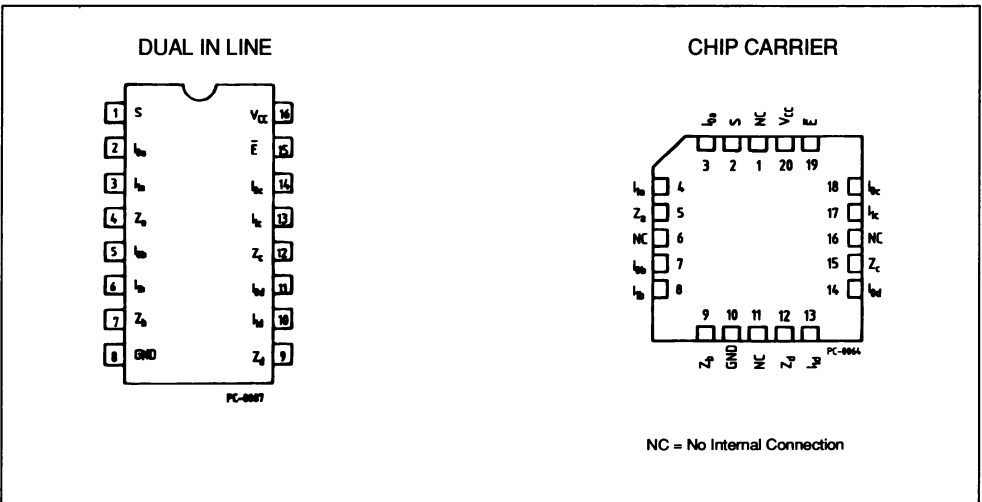 DUAL IN LINE
1 S
2 I0a
3 I1a
4 Za
5 I0b
6 I1b
7 Zb
8 GND
VCC 16
E̅ 15
I0c 14
I1c 13
Zc 12
I0d 11
I1d 10
Zd 9
PC-0007
CHIP CARRIER
I0a S NC VCC E̅
3 2 1 20 19
I1a 4
Za 5
NC 6
I0b 7
I1b 8
18 I0c
17 I1c
16 NC
15 Zc
14 I0d
9 10 11 12 13
Zb GND NC Zd I1d
PC-0064
NC = No Internal Connection